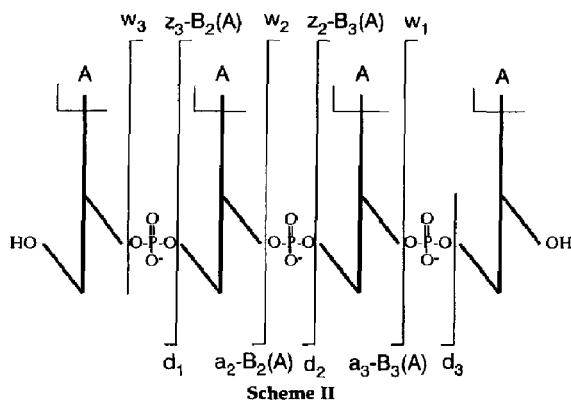 w₃ z₃-B₂(A) w₂ z₂-B₃(A) w₁
A A A A
HO O-P-O O-P-O O-P-O OH
O O O
O⁻ O⁻ O⁻
d₁ a₂-B₂(A) d₂ a₃-B₃(A) d₃
Scheme II